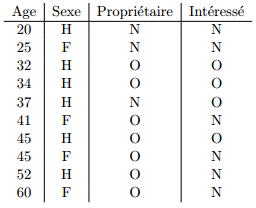 Age Sexe Propriétaire Intéressé
20 H N N
25 F N N
32 H O O
34 H O O
37 H N O
41 F O N
45 H O O
45 F O N
52 H O N
60 F O N